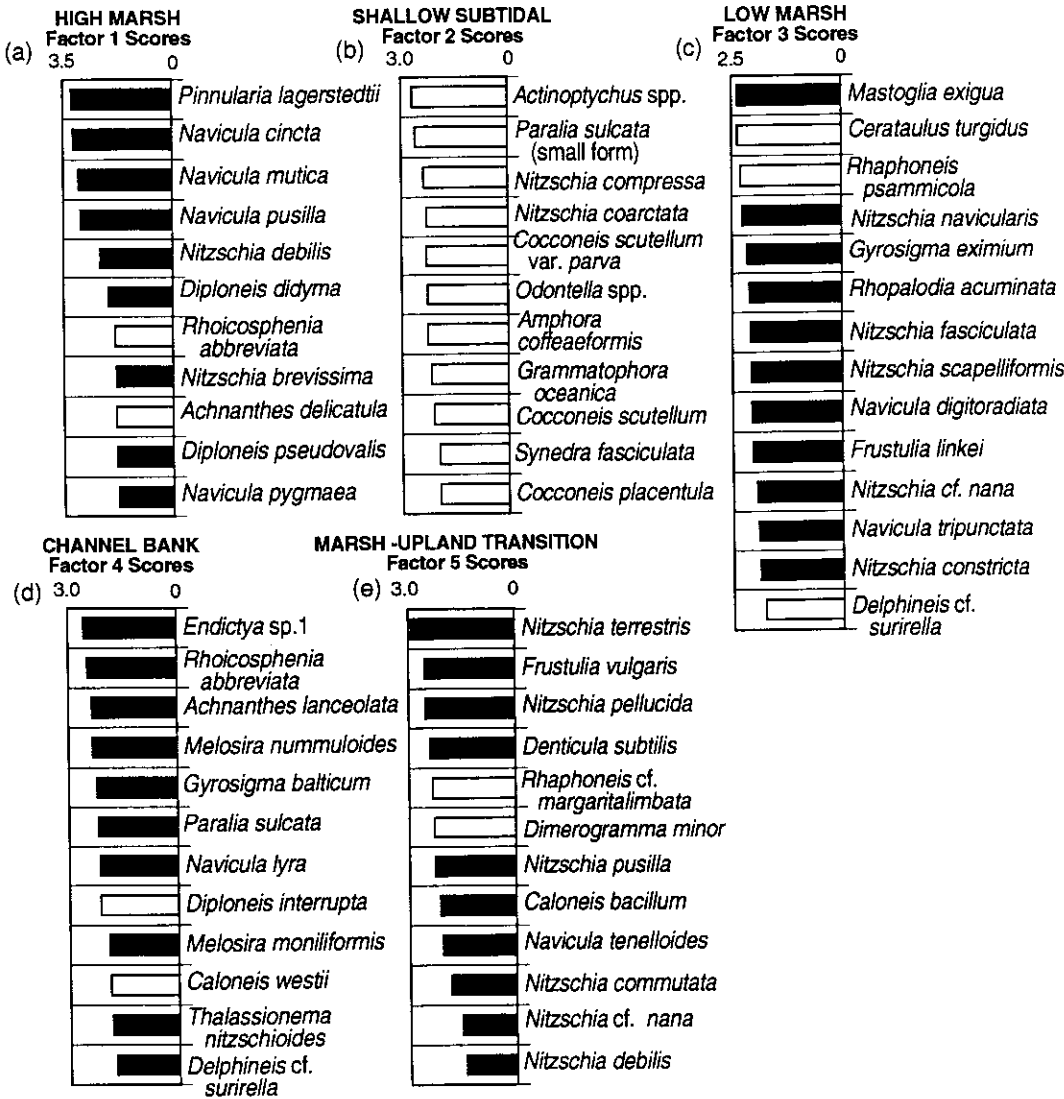 HIGH MARSH
Factor 1 Scores
(a)
3.5 0
Pinnularia lagerstedtii
Navicula cincta
Navicula mutica
Navicula pusilla
Nitzschia debilis
Diploneis didyma
Rhoicosphenia
abbreviata
Nitzschia brevissima
Achnanthes delicatula
Diploneis pseudovalis
Navicula pygmaea
SHALLOW SUBTIDAL
Factor 2 Scores
(b)
3.0 0
Actinoptychus spp.
Paralia sulcata
(small form)
Nitzschia compressa
Nitzschia coarctata
Cocconeis scutellum
var. parva
Odontella spp.
Amphora
coffeaeformis
Grammatophora
oceanica
Cocconeis scutellum
Synedra fasciculata
Cocconeis placentula
LOW MARSH
Factor 3 Scores
(c)
2.5 0
Mastoglia exigua
Cerataulus turgidus
Rhaphoneis
psammicola
Nitzschia navicularis
Gyrosigma eximium
Rhopalodia acuminata
Nitzschia fasciculata
Nitzschia scapelliformis
Navicula digitoradiata
Frustulia linkei
Nitzschia cf. nana
Navicula tripunctata
Nitzschia constricta
Delphineis cf.
surirella
CHANNEL BANK
Factor 4 Scores
(d)
3.0 0
Endictya sp.1
Rhoicosphenia
abbreviata
Achnanthes lanceolata
Melosira nummuloides
Gyrosigma balticum
Paralia sulcata
Navicula lyra
Diploneis interrupta
Melosira moniliformis
Caloneis westii
Thalassionema
nitzschioides
Delphineis cf.
surirella
MARSH -UPLAND TRANSITION
Factor 5 Scores
(e)
3.0 0
Nitzschia terrestris
Frustulia vulgaris
Nitzschia pellucida
Denticula subtilis
Rhaphoneis cf.
margaritalimbata
Dimerogramma minor
Nitzschia pusilla
Caloneis bacillum
Navicula tenelloides
Nitzschia commutata
Nitzschia cf. nana
Nitzschia debilis